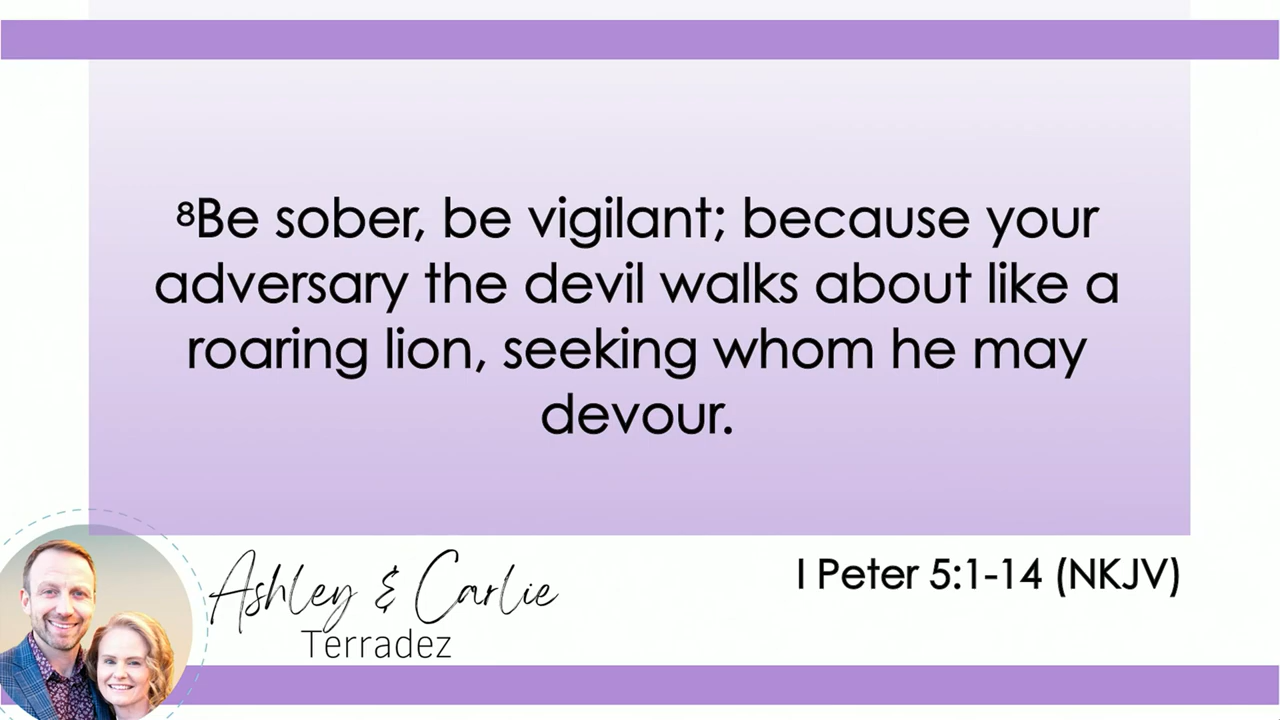 ⁸Be sober, be vigilant; because your
adversary the devil walks about like a
roaring lion, seeking whom he may
devour.
I Peter 5:1-14 (NKJV)
Ashley & Carlie
Terradez